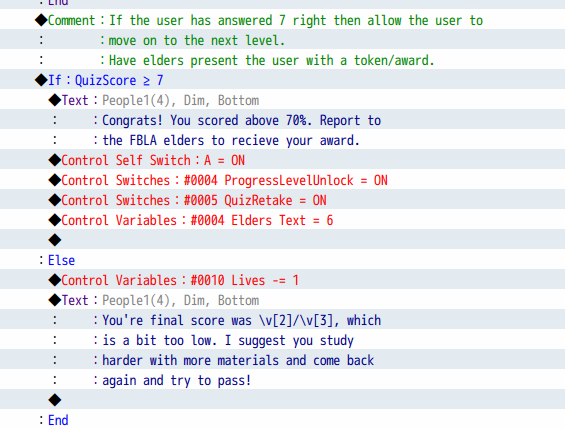 : End
◆Comment : If the user has answered 7 right then allow the user to
: : move on to the next level.
: : Have elders present the user with a token/award.
◆If : QuizScore ≥ 7
◆Text : People1(4), Dim, Bottom
: : Congrats! You scored above 70%. Report to
: : the FBLA elders to recieve your award.
◆Control Self Switch : A = ON
◆Control Switches : #0004 ProgressLevelUnlock = ON
◆Control Switches : #0005 QuizRetake = ON
◆Control Variables : #0004 Elders Text = 6
◆
: Else
◆Control Variables : #0010 Lives -= 1
◆Text : People1(4), Dim, Bottom
: : You're final score was \v[2]/\v[3], which
: : is a bit too low. I suggest you study
: : harder with more materials and come back
: : again and try to pass!
◆
: End